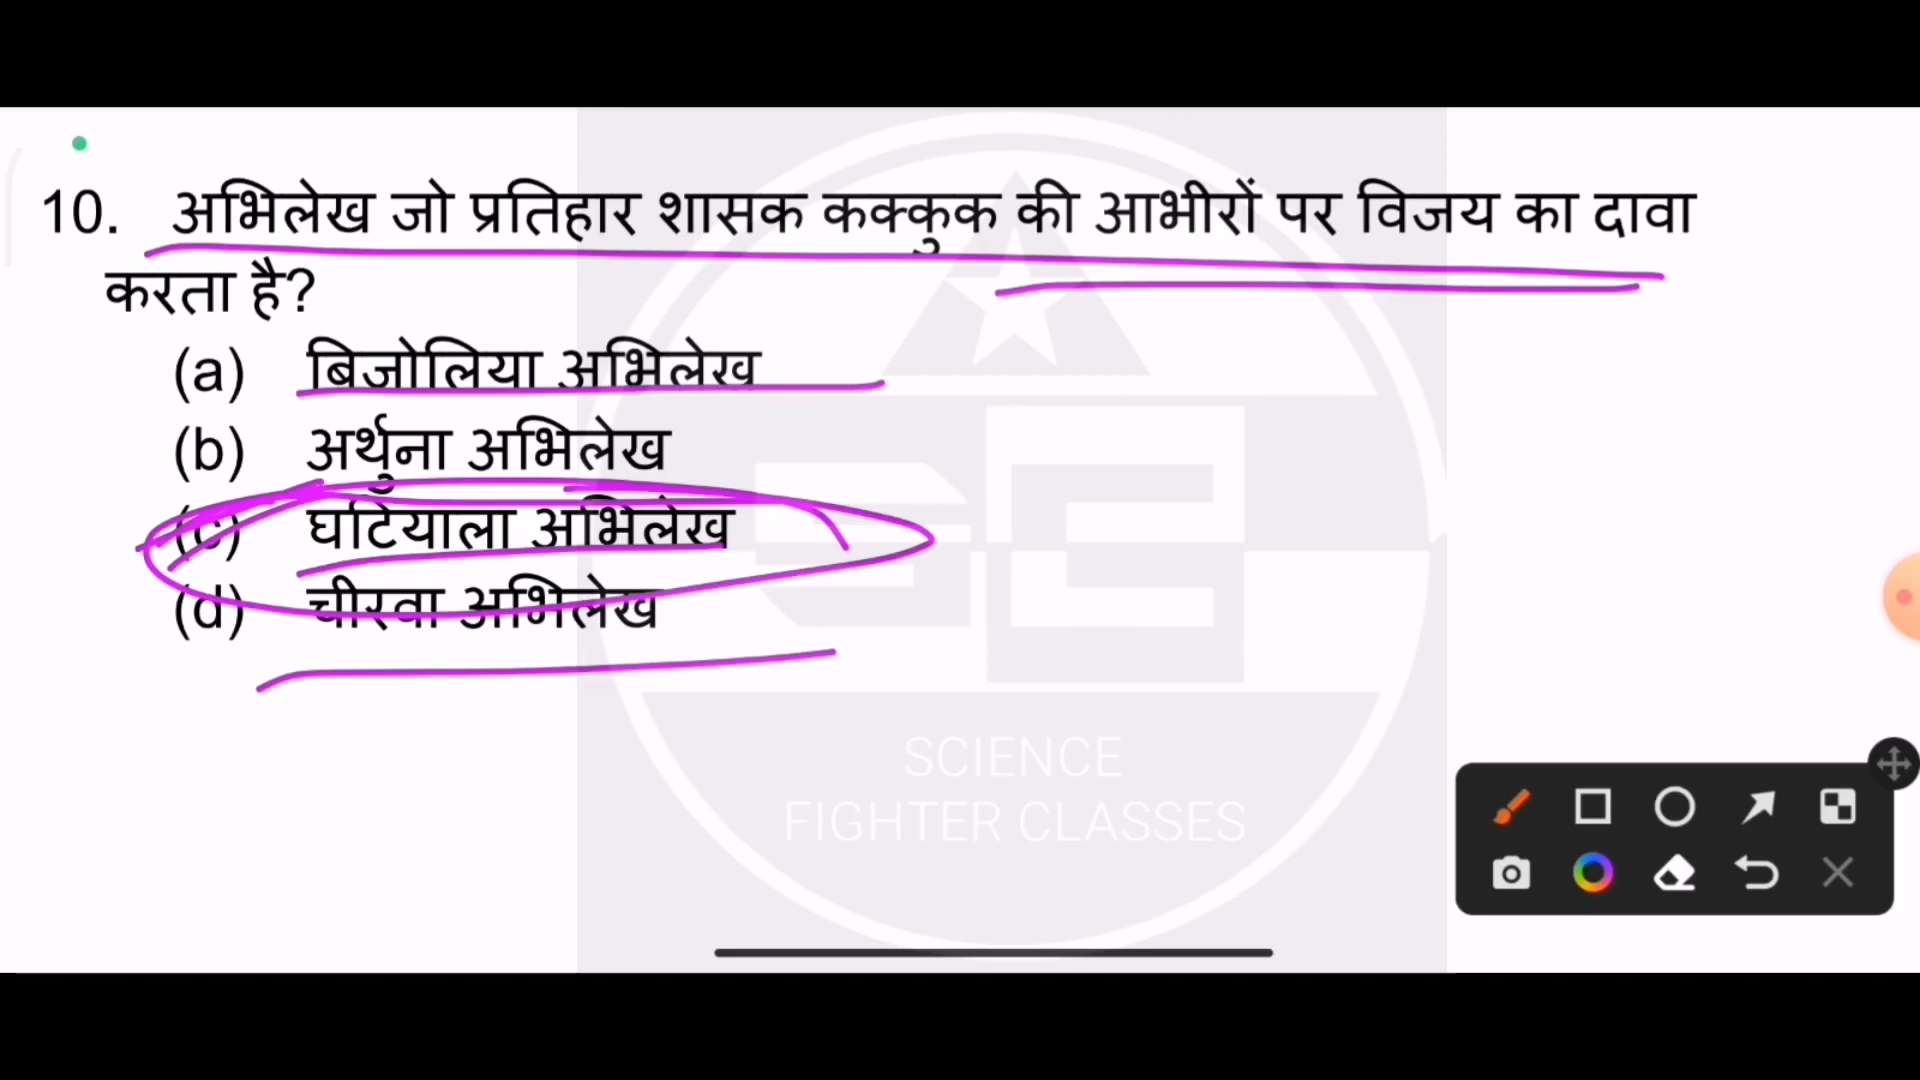 10. अभिलेख जो प्रतिहार शासक कक्कुक की आभीरों पर विजय का दावा
करता है?
(a) बिजोलिया अभिलेख
(b) अर्थुना अभिलेख
(c) घटियाला अभिलेख
(d) चीरवा अभिलेख
SCIENCE
FIGHTER CLASSES